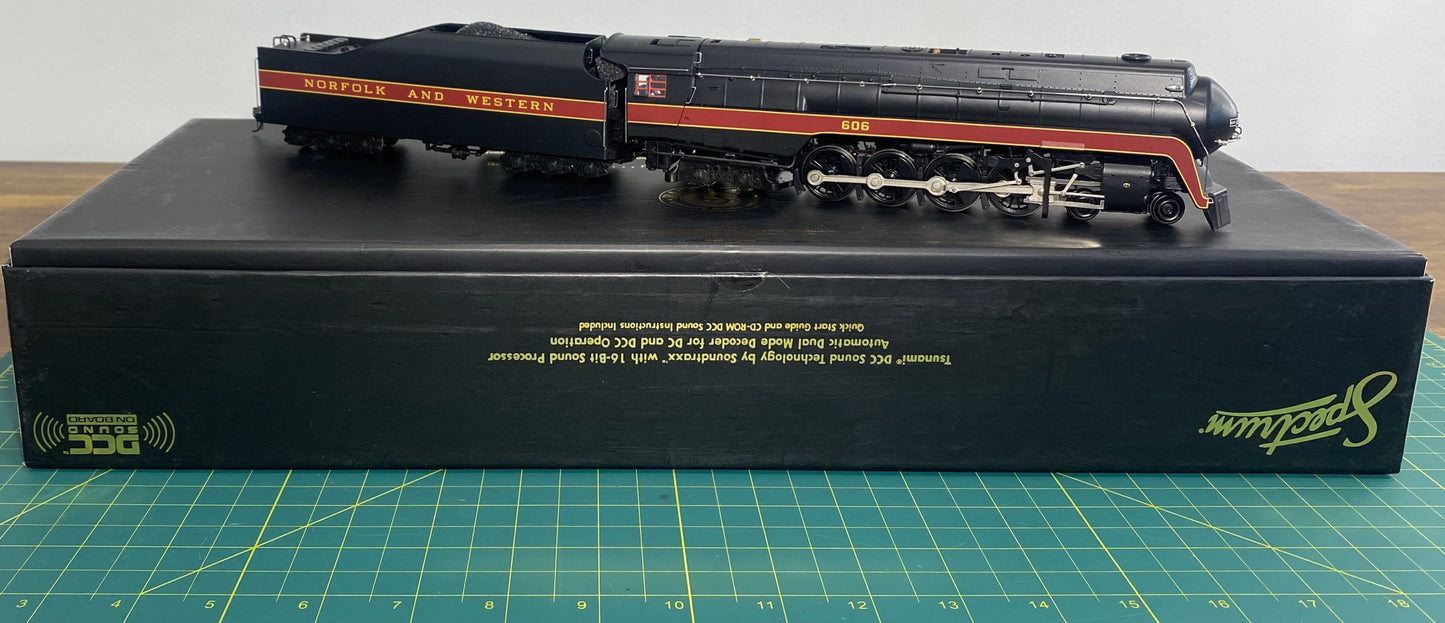 NORFOLK AND WESTERN
606
Tsunami® DCC Sound Technology by Soundtraxx™ with 16-Bit Sound Processor
Automatic Dual Mode Decoder for DC and DCC Operation
Quick Start Guide and CD-ROM DCC Sound Instructions Included
Spectrum®
DCC
SOUND
ON BOARD
3 4 5 6 7 8 9 10 11 12 13 14 15 16 17 18